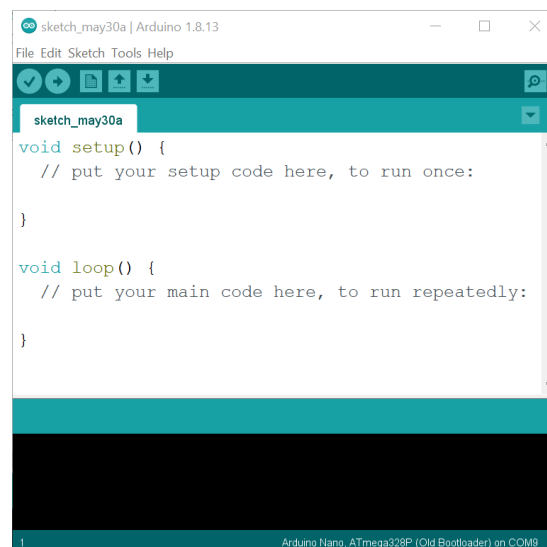 sketch_may30a | Arduino 1.8.13
File Edit Sketch Tools Help
sketch_may30a
void setup() {
  // put your setup code here, to run once:
}
void loop() {
  // put your main code here, to run repeatedly:
}
1
Arduino Nano, ATmega328P (Old Bootloader) on COM9